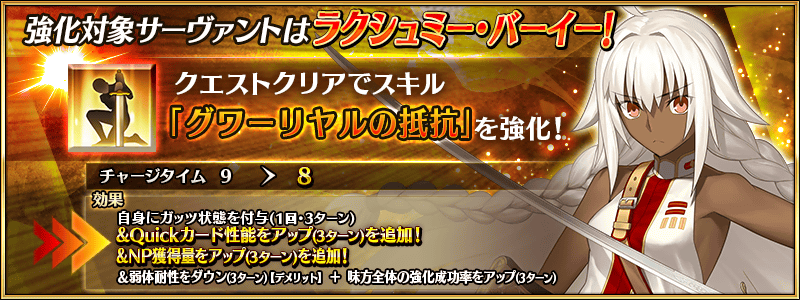 強化対象サーヴァントはラクシュミー・バーイー!
クエストクリアでスキル
「グワーリヤルの抵抗」を強化!
チャージタイム 9 > 8
効果
自身にガッツ状態を付与(1回・3ターン)
&Quickカード性能をアップ(3ターン)を追加!
&NP獲得量をアップ(3ターン)を追加!
&弱体耐性をダウン(3ターン)【デメリット】 + 味方全体の強化成功率をアップ(3ターン)